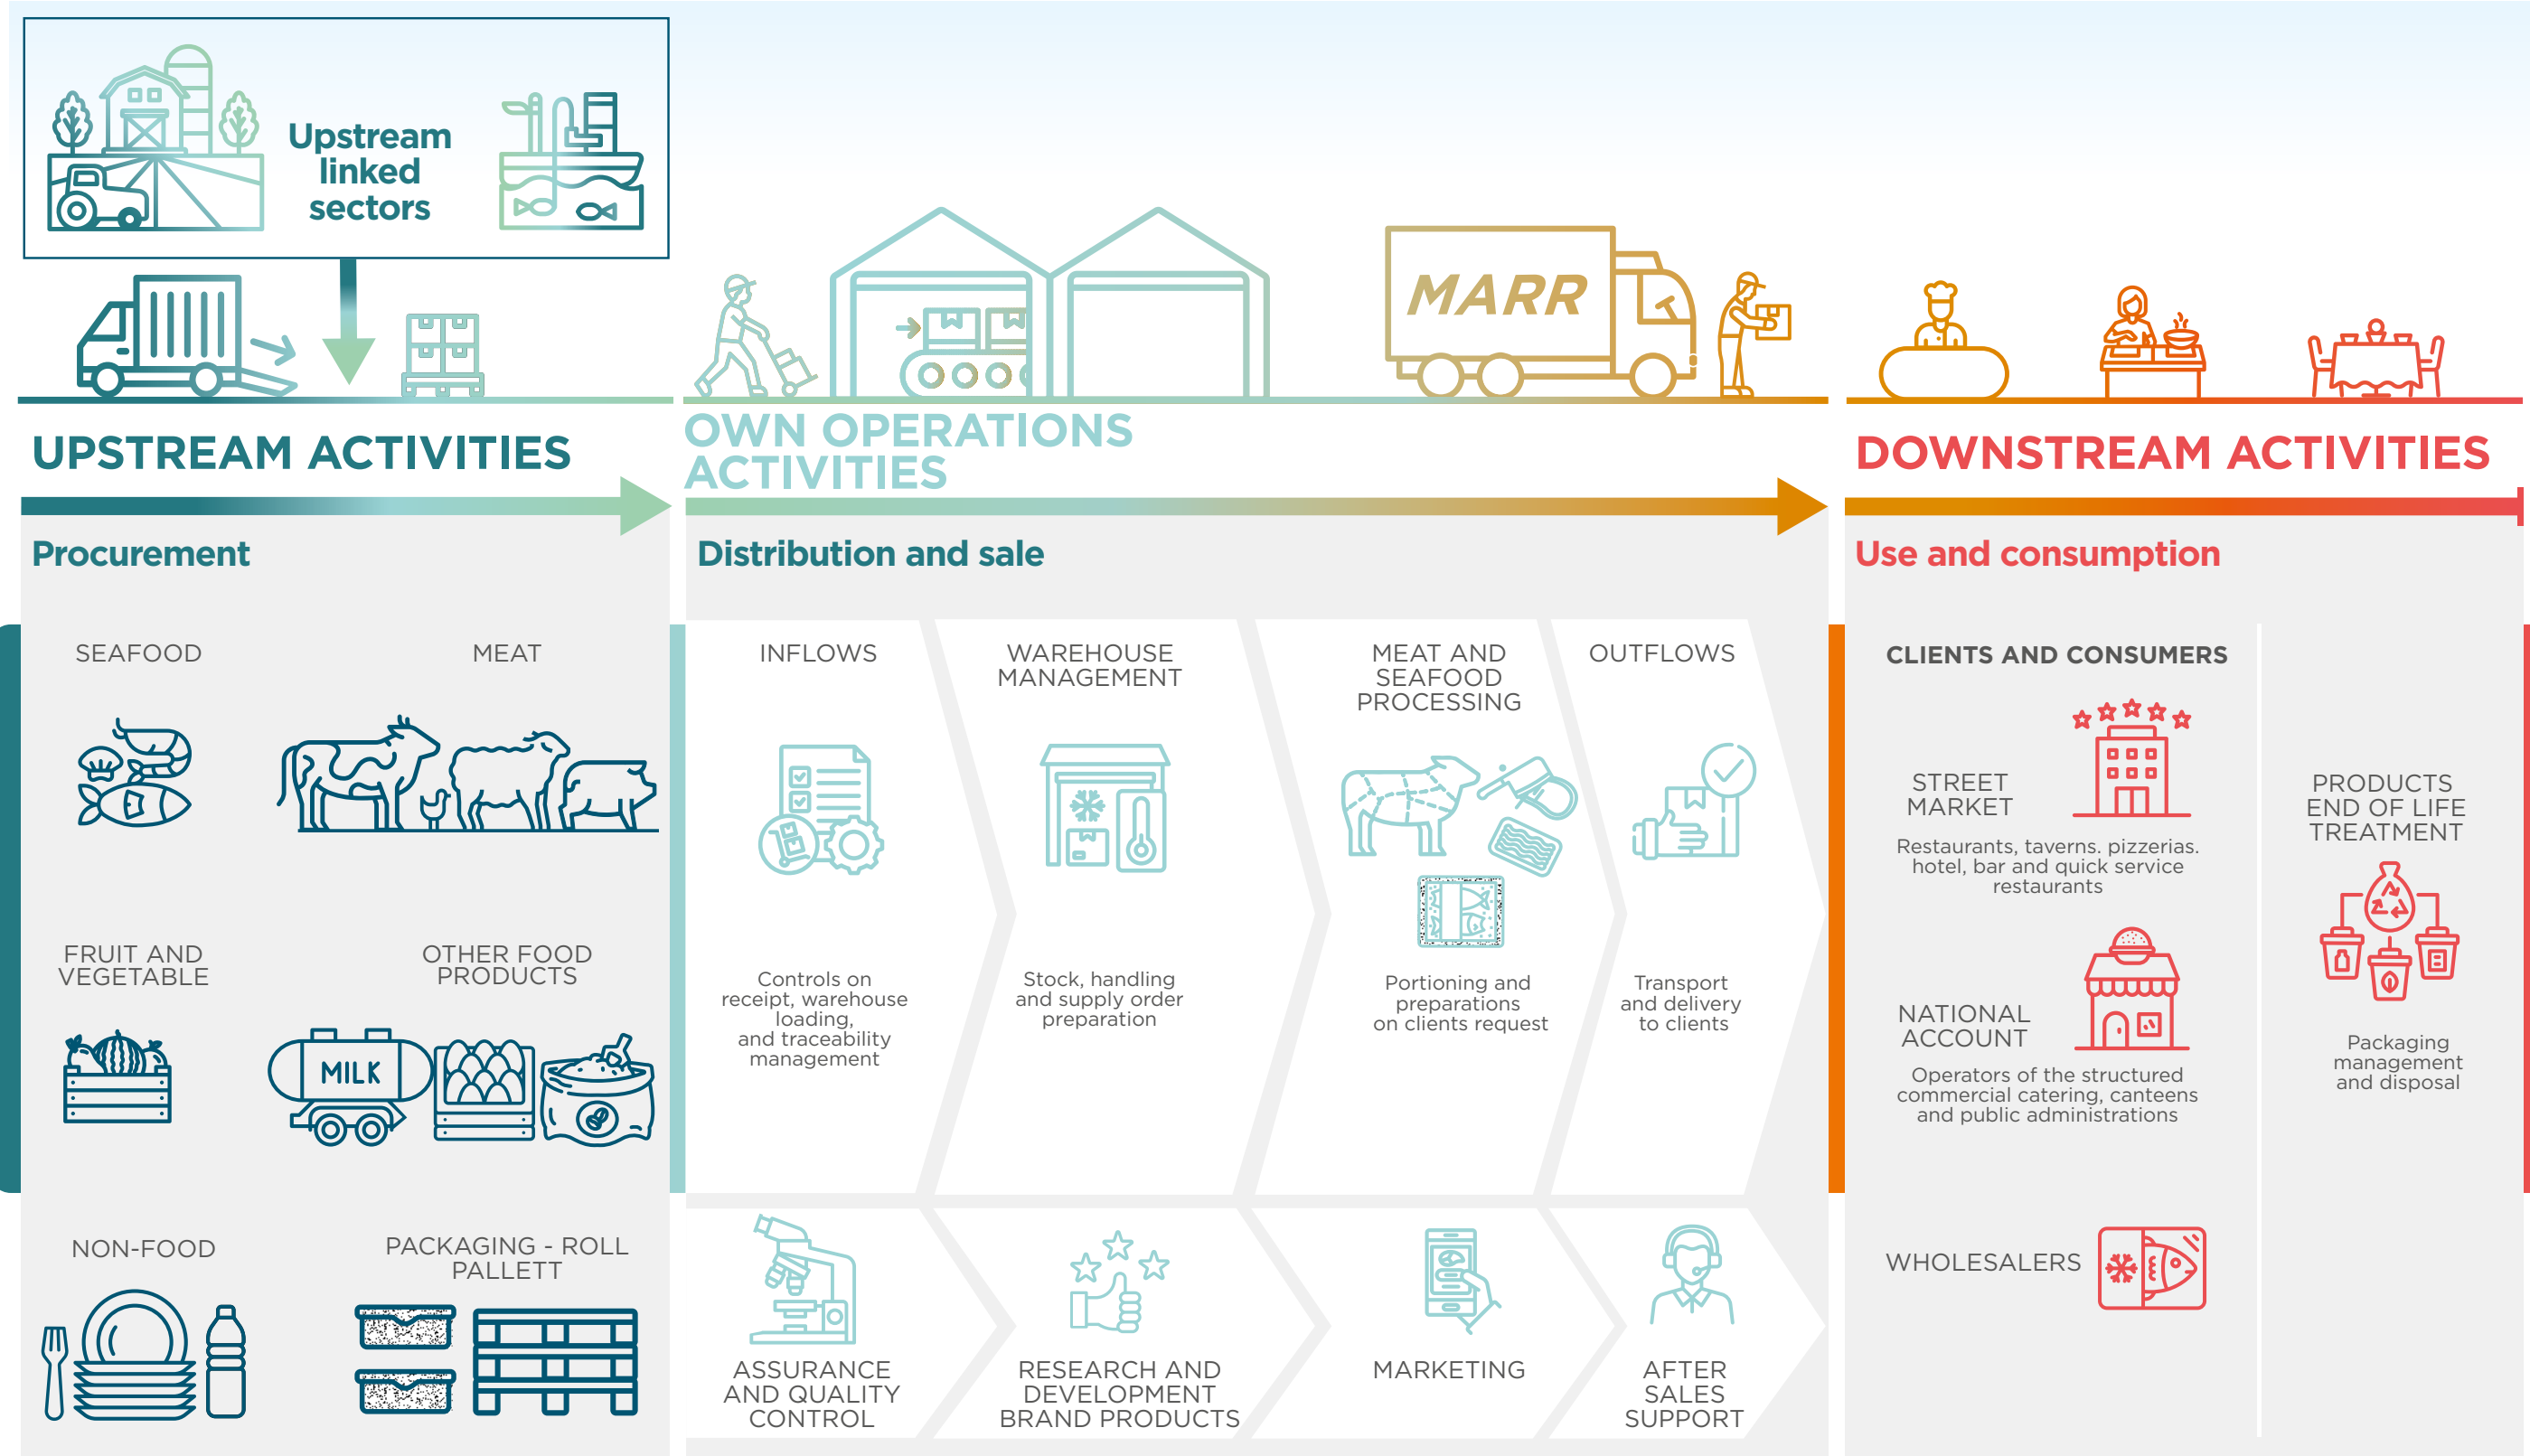 Upstream
linked
sectors
MARR
UPSTREAM ACTIVITIES
OWN OPERATIONS
ACTIVITIES
DOWNSTREAM ACTIVITIES
Procurement
SEAFOOD
MEAT
FRUIT AND
VEGETABLE
OTHER FOOD
PRODUCTS
MILK
NON-FOOD
PACKAGING - ROLL
PALLETT
Distribution and sale
INFLOWS
Controls on
receipt, warehouse
loading,
and traceability
management
WAREHOUSE
MANAGEMENT
Stock, handling
and supply order
preparation
MEAT AND
SEAFOOD
PROCESSING
Portioning and
preparations
on clients request
OUTFLOWS
Transport
and delivery
to clients
ASSURANCE
AND QUALITY
CONTROL
RESEARCH AND
DEVELOPMENT
BRAND PRODUCTS
MARKETING
AFTER
SALES
SUPPORT
Use and consumption
CLIENTS AND CONSUMERS
STREET
MARKET
Restaurants, taverns. pizzerias.
hotel, bar and quick service
restaurants
NATIONAL
ACCOUNT
Operators of the structured
commercial catering, canteens
and public administrations
WHOLESALERS
PRODUCTS
END OF LIFE
TREATMENT
Packaging
management
and disposal